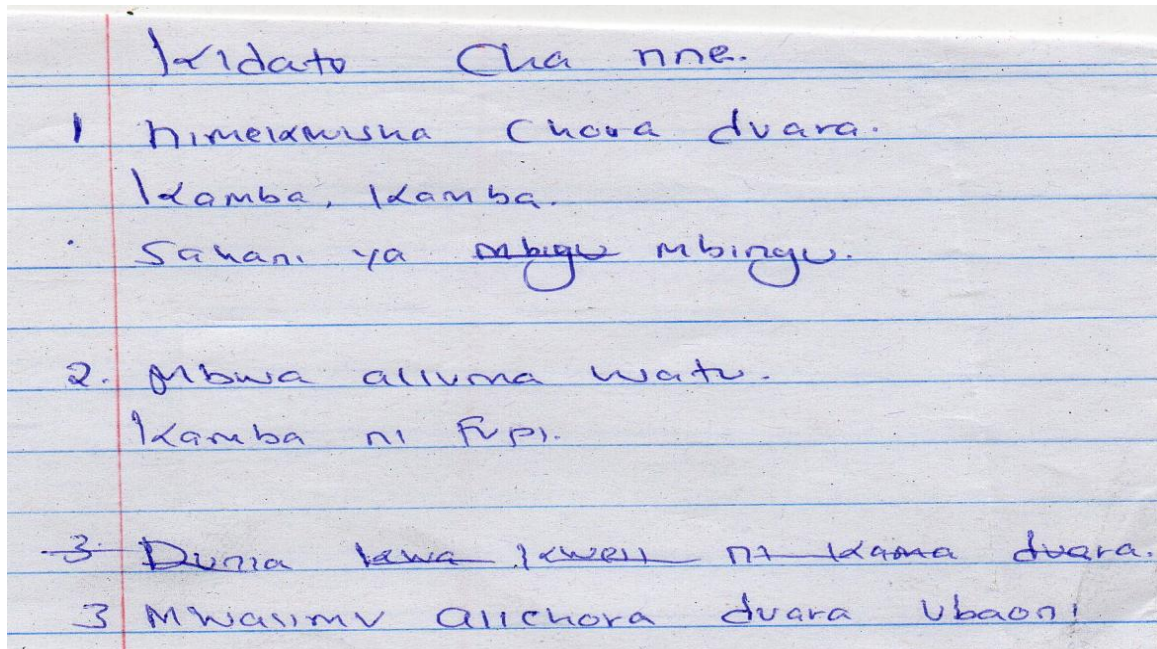 Kidato Cha nne.
1 Nimekamisha Chora duara.
Kamba, Kamba.
. Sahani ya mbigu mbingu.
2. Mbwa aliuma watu.
Kamba ni Fupi.
3. Dunia kwa kweli ni kama duara.
3 Mwalimu alichora duara Ubaoni